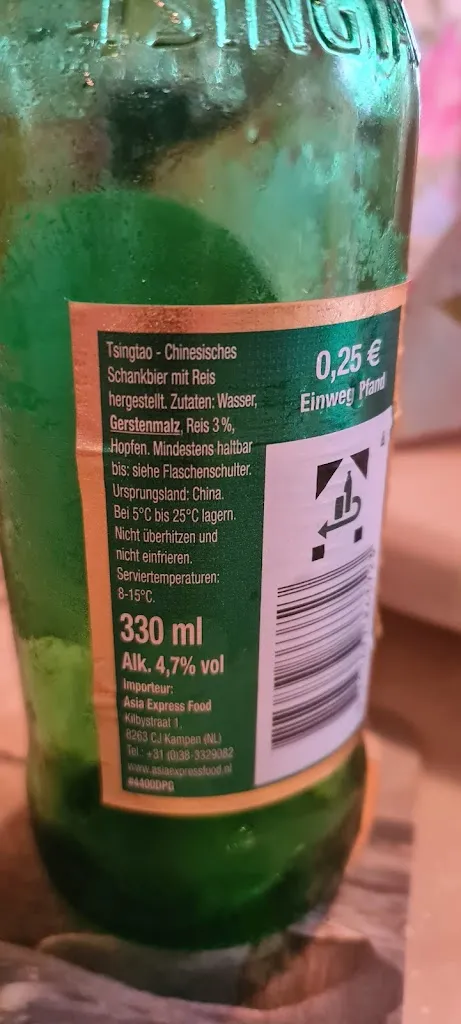 TSINGTA
Tsingtao - Chinesisches
Schankbier mit Reis
hergestellt. Zutaten: Wasser,
Gerstenmalz, Reis 3%,
Hopfen. Mindestens haltbar
bis: siehe Flaschenschulter.
Ursprungsland: China.
Bei 5°C bis 25°C lagern.
Nicht überhitzen und
nicht einfrieren.
Serviertemperaturen:
8-15°C.
330 ml
Alk. 4,7% vol
Importeur:
Asia Express Food
Kilbystraat 1,
8263 CJ Kampen (NL)
Tel.: +31 (0)38-3329082
www.asiaexpressfood.nl
#4400DPG
0,25 €
Einweg Pfand